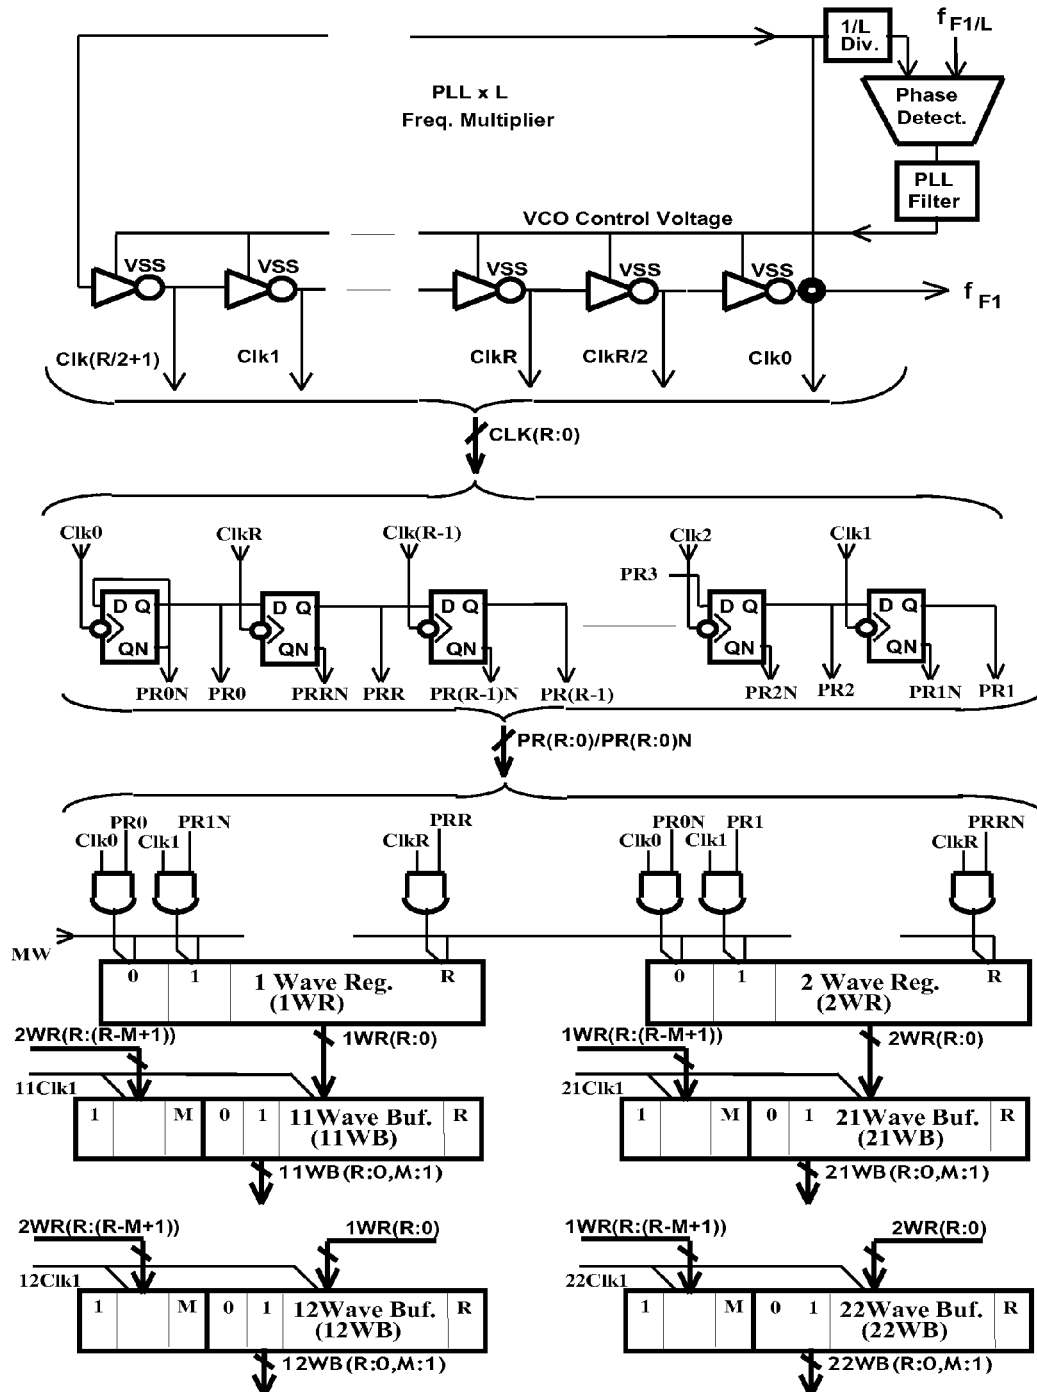 1/L
Div.
f F1/L
PLL x L
Freq. Multiplier
Phase
Detect.
PLL
Filter
VCO Control Voltage
VSS VSS VSS VSS VSS
f F1
Clk(R/2+1) Clk1 ClkR ClkR/2 Clk0
CLK(R:0)
Clk0 ClkR Clk(R-1) Clk2 Clk1
PR3
D Q D Q D Q D Q D Q
QN QN QN QN QN
PR0N PR0 PRRN PRR PR(R-1)N PR(R-1) PR2N PR2 PR1N PR1
PR(R:0)/PR(R:0)N
PR0 PR1N PRR PR0N PR1 PRRN
Clk0 Clk1 ClkR Clk0 Clk1 ClkR
MW
0 1 1 Wave Reg. R
(1WR)
0 1 2 Wave Reg. R
(2WR)
2WR(R:(R-M+1)) 1WR(R:0) 1WR(R:(R-M+1)) 2WR(R:0)
11Clk1 21Clk1
1 M 0 1 11Wave Buf. R
(11WB)
1 M 0 1 21Wave Buf. R
(21WB)
11WB(R:O,M:1) 21WB(R:O,M:1)
2WR(R:(R-M+1)) 1WR(R:0) 1WR(R:(R-M+1)) 2WR(R:0)
12Clk1 22Clk1
1 M 0 1 12Wave Buf. R
(12WB)
1 M 0 1 22Wave Buf. R
(22WB)
12WB(R:O,M:1) 22WB(R:O,M:1)